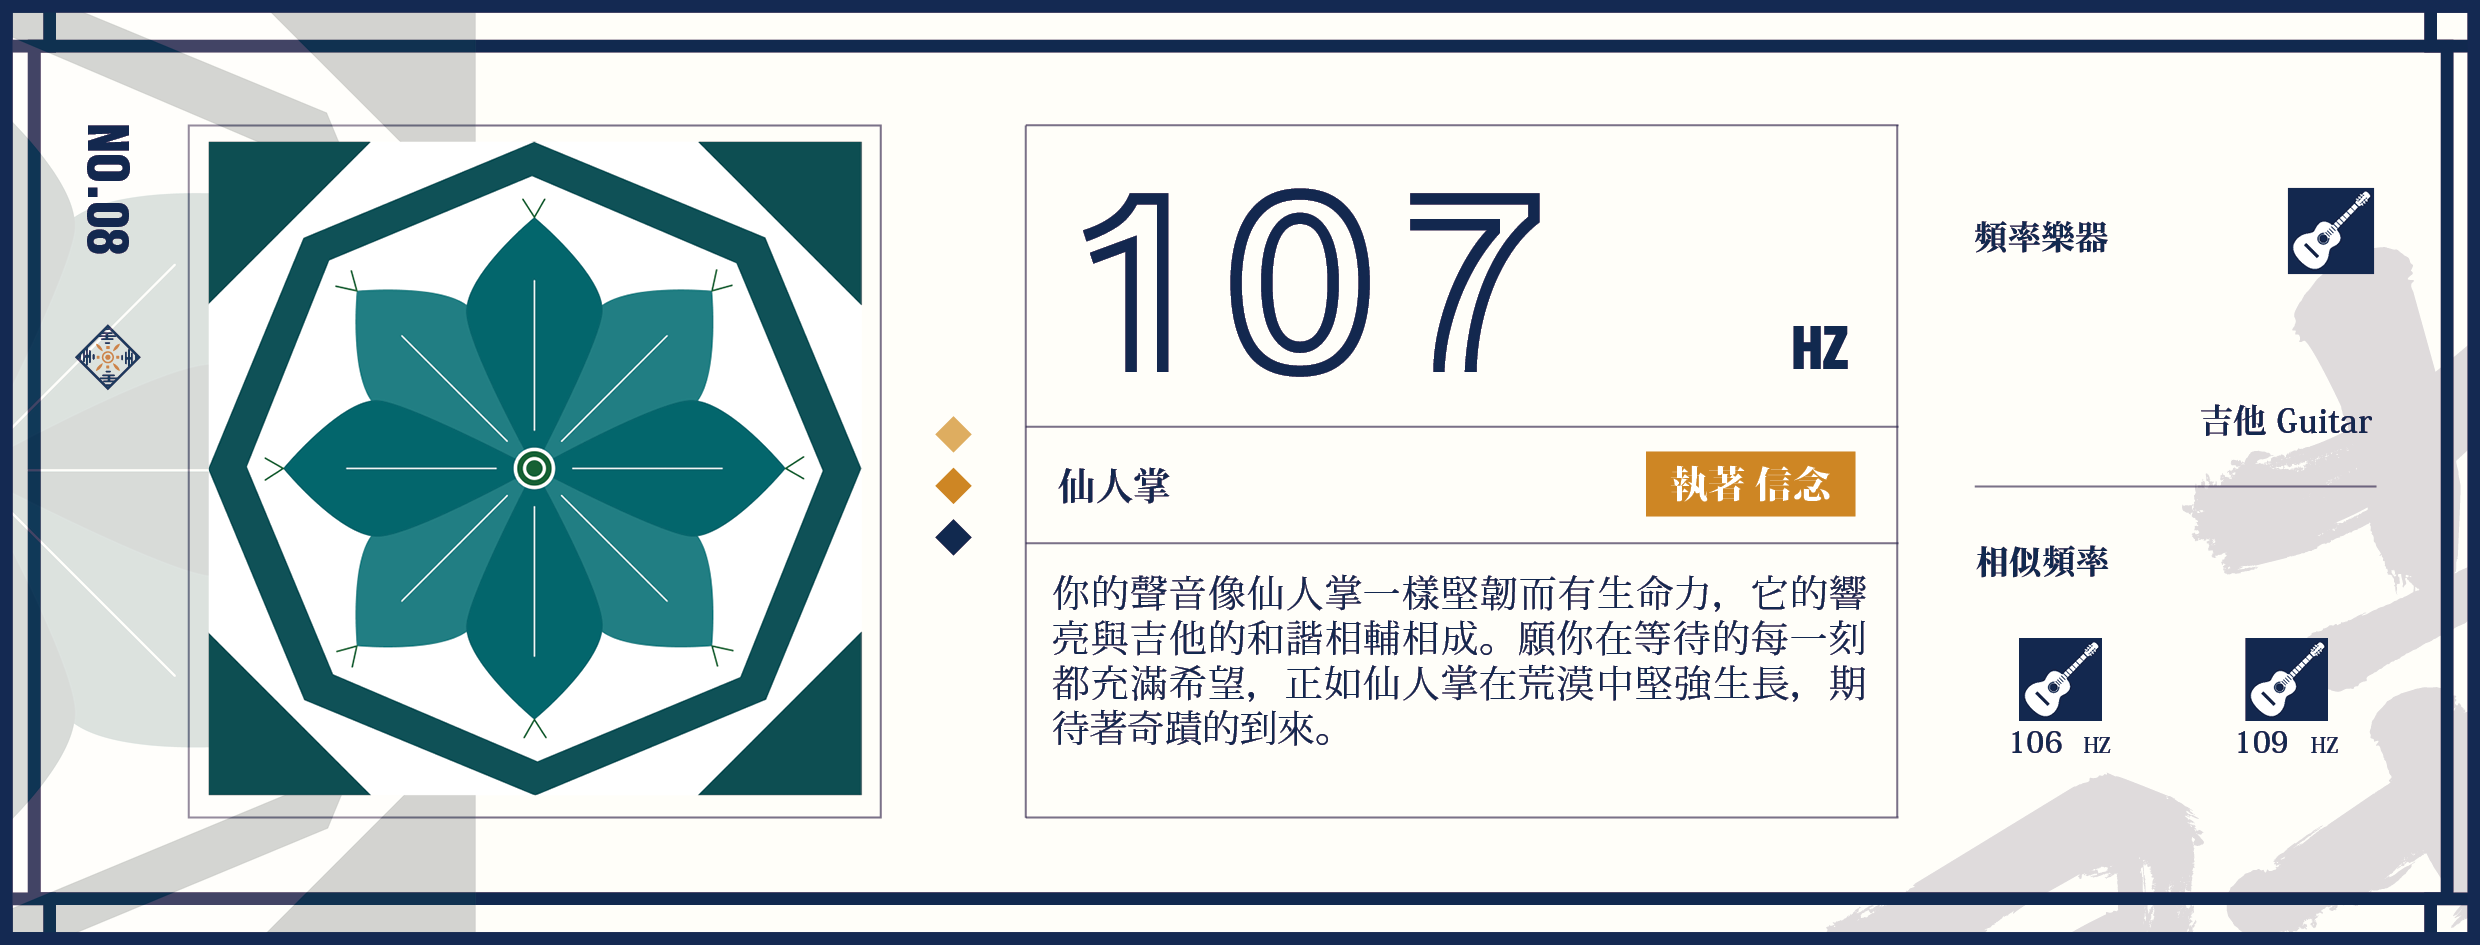 NO.08
107
HZ
仙人掌
執著 信念
你的聲音像仙人掌一樣堅韌而有生命力，它的響
亮與吉他的和諧相輔相成。願你在等待的每一刻
都充滿希望，正如仙人掌在荒漠中堅強生長，期
待著奇蹟的到來。
頻率樂器
吉他 Guitar
相似頻率
106 HZ
109 HZ